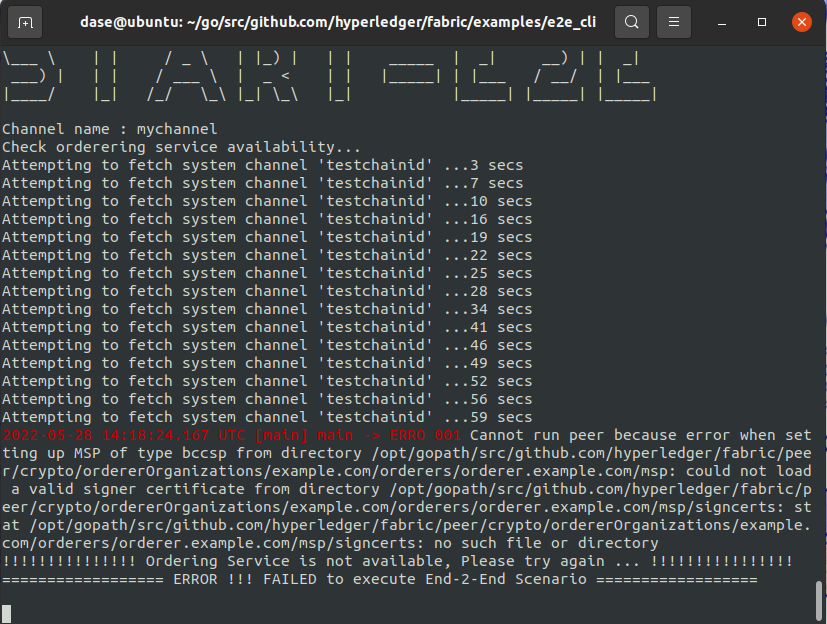 dase@ubuntu: ~/go/src/github.com/hyperledger/fabric/examples/e2e_cli
Channel name : mychannel
Check orderering service availability...
Attempting to fetch system channel 'testchainid' ...3 secs
Attempting to fetch system channel 'testchainid' ...7 secs
Attempting to fetch system channel 'testchainid' ...10 secs
Attempting to fetch system channel 'testchainid' ...16 secs
Attempting to fetch system channel 'testchainid' ...19 secs
Attempting to fetch system channel 'testchainid' ...22 secs
Attempting to fetch system channel 'testchainid' ...25 secs
Attempting to fetch system channel 'testchainid' ...28 secs
Attempting to fetch system channel 'testchainid' ...34 secs
Attempting to fetch system channel 'testchainid' ...41 secs
Attempting to fetch system channel 'testchainid' ...46 secs
Attempting to fetch system channel 'testchainid' ...49 secs
Attempting to fetch system channel 'testchainid' ...52 secs
Attempting to fetch system channel 'testchainid' ...56 secs
Attempting to fetch system channel 'testchainid' ...59 secs
2022-05-28 14:18:24.167 UTC [main] main -> ERRO 001 Cannot run peer because error when set
ting up MSP of type bccsp from directory /opt/gopath/src/github.com/hyperledger/fabric/pee
r/crypto/ordererOrganizations/example.com/orderers/orderer.example.com/msp: could not load
 a valid signer certificate from directory /opt/gopath/src/github.com/hyperledger/fabric/p
eer/crypto/ordererOrganizations/example.com/orderers/orderer.example.com/msp/signcerts: st
at /opt/gopath/src/github.com/hyperledger/fabric/peer/crypto/ordererOrganizations/example.
com/orderers/orderer.example.com/msp/signcerts: no such file or directory
!!!!!!!!!!!!!!! Ordering Service is not available, Please try again ... !!!!!!!!!!!!!!!!
================== ERROR !!! FAILED to execute End-2-End Scenario ==================